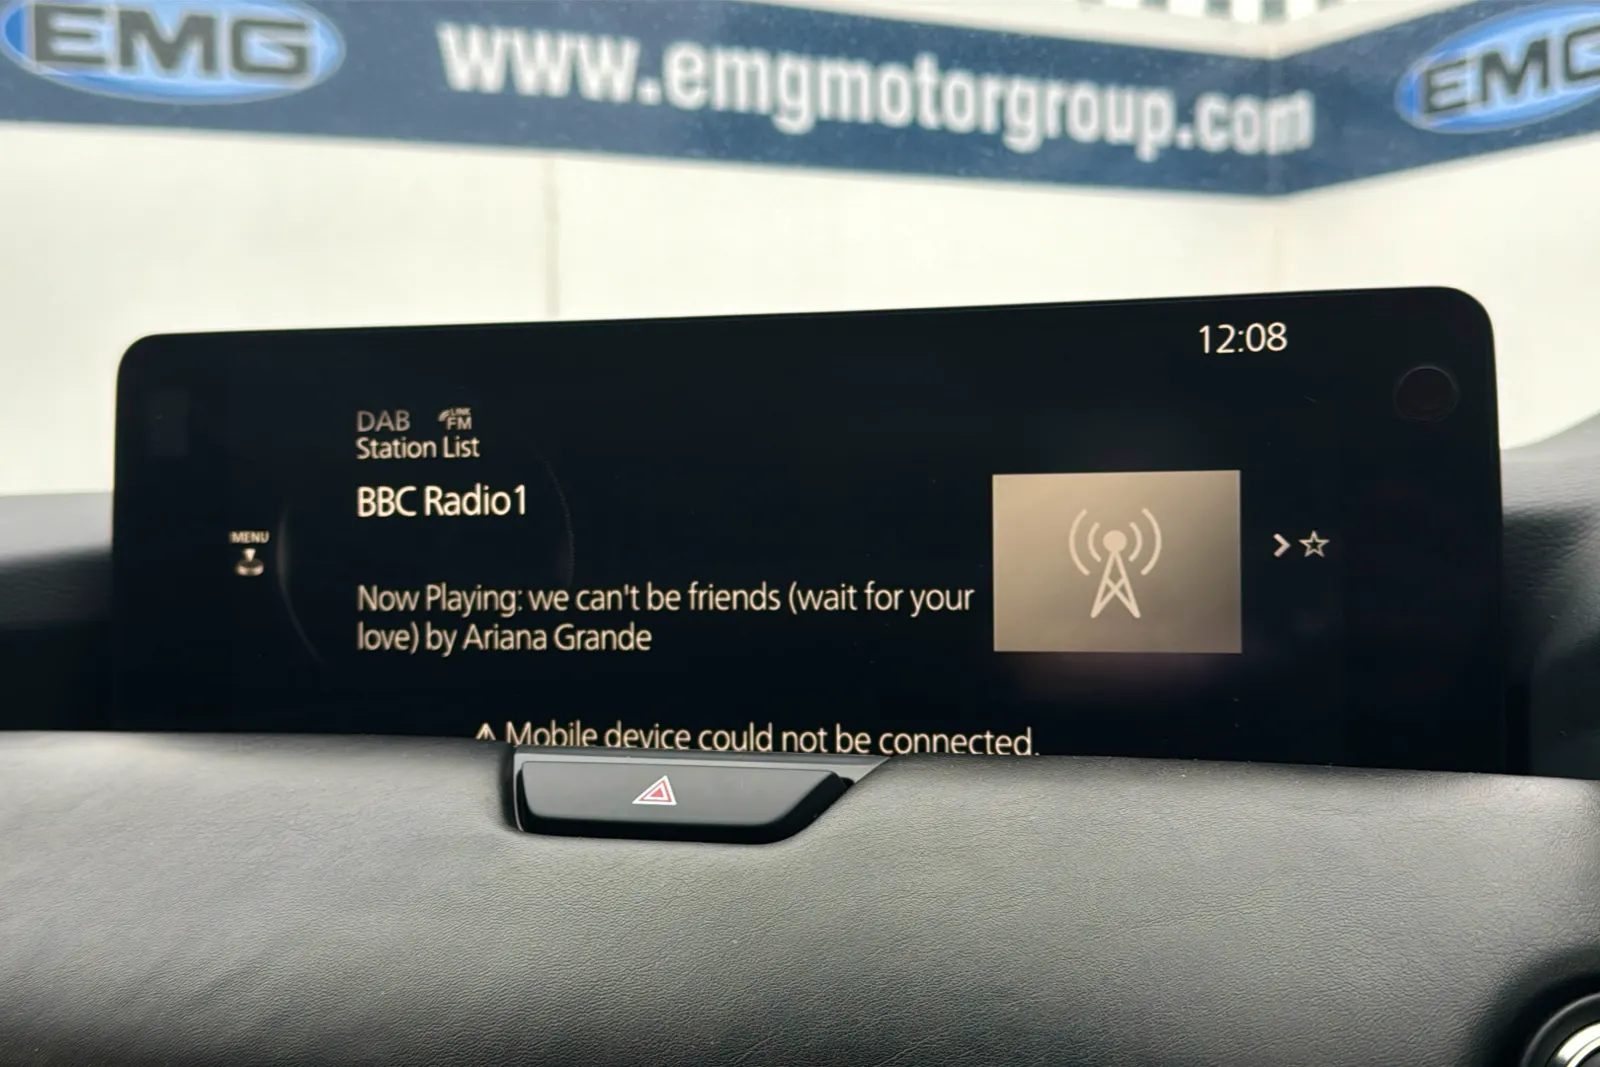 EMG
www.emgmotorgroup.com
EMG
12:08
DAB LINK FM
Station List
BBC Radio1
MENU
Now Playing: we can't be friends (wait for your
love) by Ariana Grande
Mobile device could not be connected.